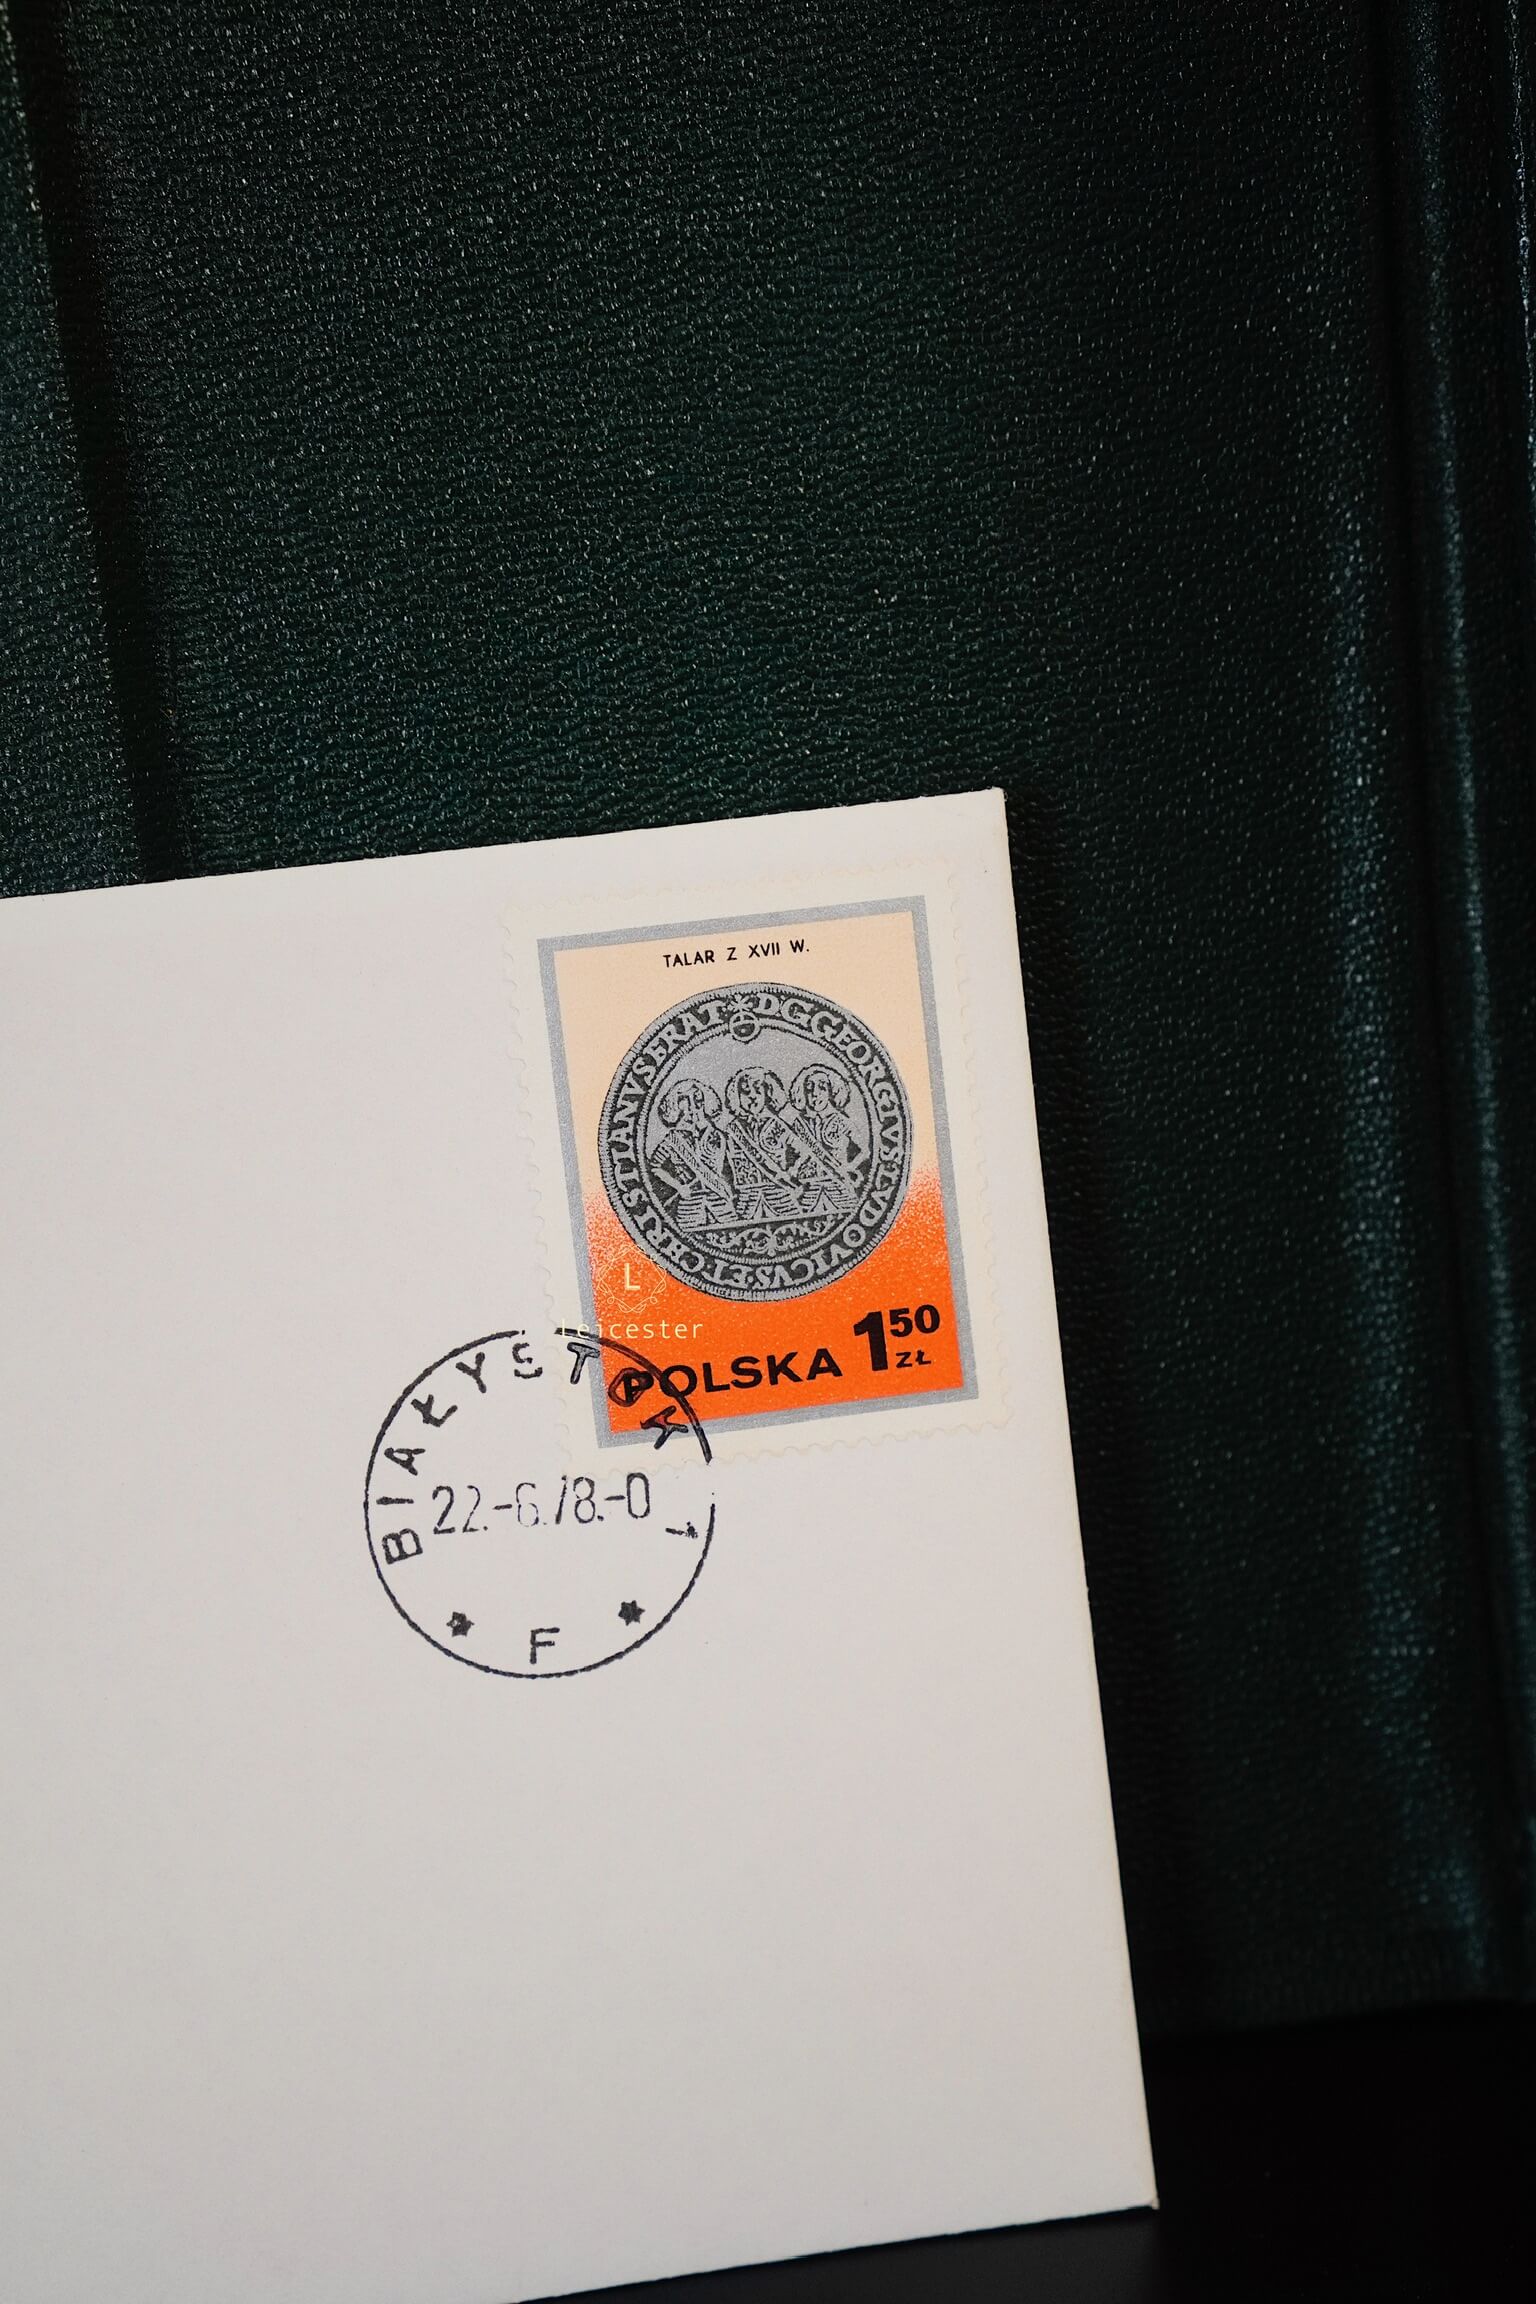 TALAR Z XVII W.
D G GEORGIVS·LVDOVICVS·ET·CHRISTIANVS FRAT
L
Leicester
POLSKA 1 50 ZŁ
BIAŁYSTOK 1
22.-6.78.-0
* F *